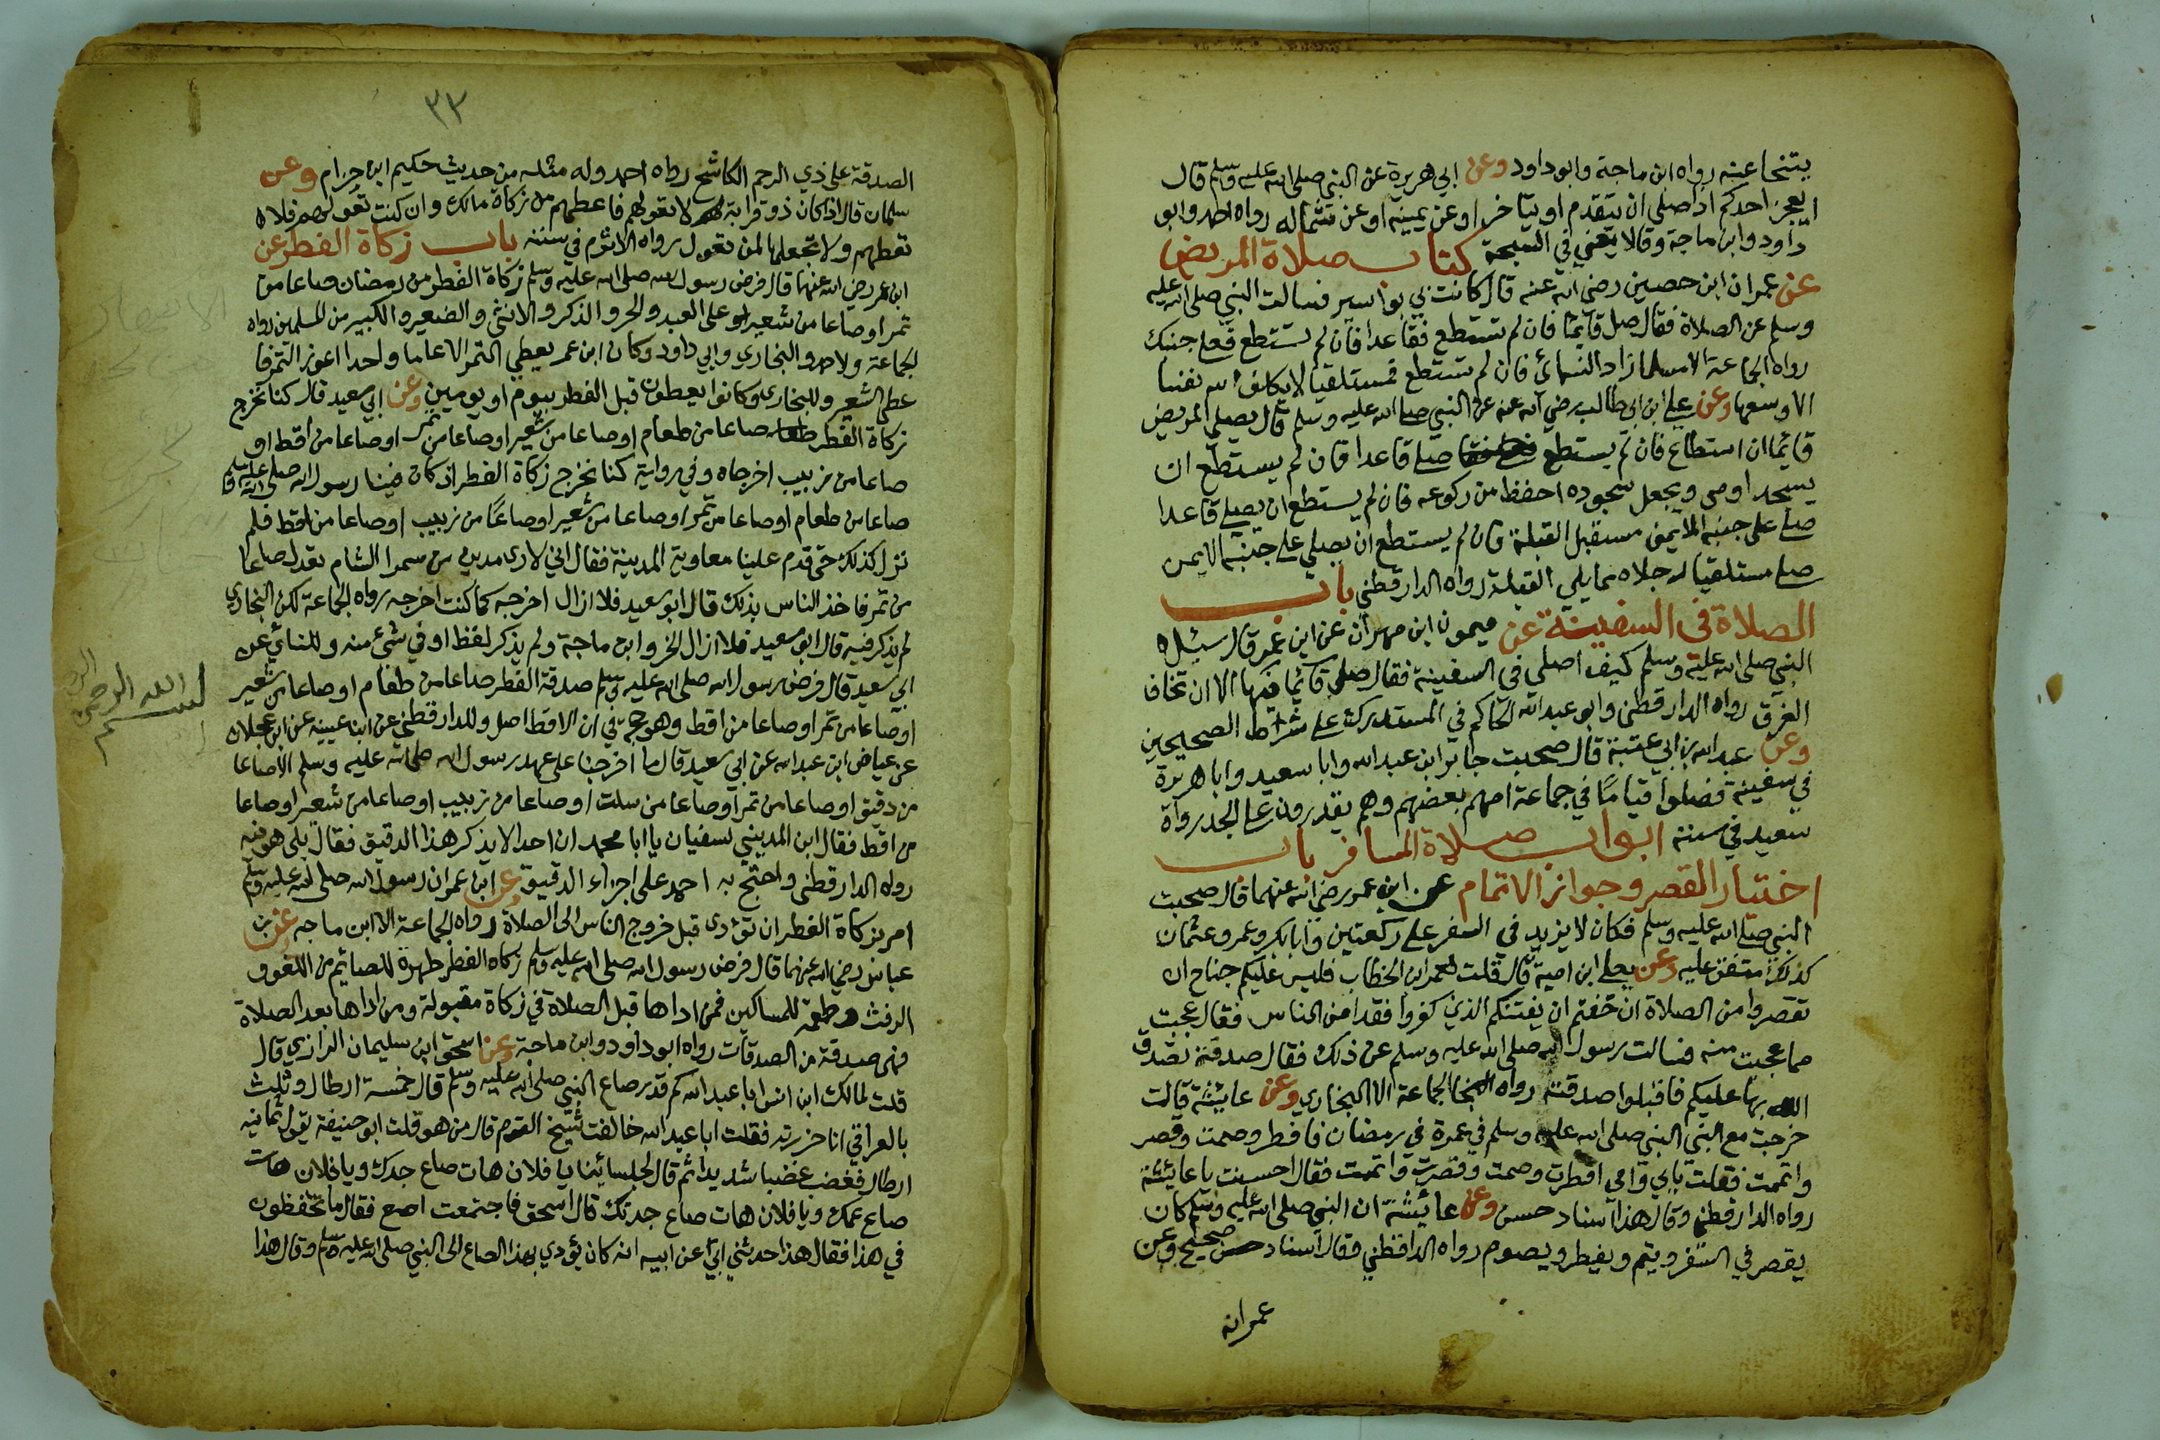 يتنحا عنه رواه ابن ماجة وابو داود وعن ابي هريرة عن النبي صلى الله عليه وسلم قال
ايعجز احدكم اذا صلى ان يتقدم او يتاخر او عن يمينه او عن شماله رواه احمد وابو
داود وابن ماجة وقالا يعني في السبحة كتاب صلاة المريض
عن عمران ابن حصين رضي الله عنه قال كانت بي بواسير فسالت النبي صلى الله عليه
وسلم عن الصلاة فقال صل قائما فان لم تستطع فقاعدا فان لم تستطع فعلى جنبك
رواه الجماعة الا مسلما زاد النسائي فان لم تستطع فمستلقيا لا يكلف الله نفسا
الا وسعها وعن علي ابن ابي طالب رضي الله عنه عن النبي صلى الله عليه وسلم قال يصلي المريض
قائما ان استطاع فان لم يستطع صلى قاعدا فان لم يستطع ان
يسجد اومى ويجعل سجوده احفظ من ركوعه فان لم يستطع ان يصلي قاعدا
صلى على جنبه الايمن مستقبل القبلة فان لم يستطع ان يصلي على جنبه الايمن
صلى مستلقيا رجلاه مما يلي القبلة رواه الدارقطني باب
الصلاة في السفينة عن ميمون ابن مهران عن ابن عمر قال سئل
النبي صلى الله عليه وسلم كيف اصلي في السفينة فقال صلي قائما فيها الا ان تخاف
الغرق رواه الدارقطني وابو عبد الله الحاكم في المستدرك على شرط الصحيحين
وعن عبد الله بن ابي عتبة قال صحبت جابر ابن عبد الله وابا سعيد وابا هريرة
في سفينة فصلوا قياما في جماعة امهم بعضهم وهم يقدرون على الجد رواه
سعيد في سننه ابواب صلاة المسافر باب
اختيار القصر وجواز الاتمام عن ابن عمر رضي الله عنهما قال صحبت
النبي صلى الله عليه وسلم فكان لا يزيد في السفر على ركعتين وابا بكر وعمر وعثمان
كذلك متفق عليه وعن يعلى ابن امية قال قلت لعمر ابن الخطاب فليس عليكم جناح ان
تقصروا من الصلاة ان خفتم ان يفتنكم الذين كفروا فقد امن الناس فقال عجبت
مما عجبت منه فسالت رسول الله صلى الله عليه وسلم عن ذلك فقال صدقة تصدق
الله بها عليكم فاقبلوا صدقته رواه الجماعة الا البخاري وعن عايشة قالت
خرجت مع النبي النبي صلى الله عليه وسلم في عمرة في رمضان فافطر وصمت وقصر
واتممت فقلت بابي وامي افطرت وصمت وقصرت واتممت فقال احسنت يا عايشة
رواه الدارقطني وقال هذا اسناد حسن وعن عائشة ان النبي صلى الله عليه وسلم كان
يقصر في السفر ويتم ويفطر ويصوم رواه الداقطني وقال اسناد صحيح وعن
عمران
٣٣
الصدقة على ذي الرحم الكاشح رواه احمد وله مثله من حديث حكيم ابن حزام وعن
سلمان قال اذا كان ذو قرابة لا تعولهم فاعطهم من زكاة مالك وان كنت تعولهم فلا
تعطهم ولا تجعلها لمن تعول رواه الاثرم في سننه باب زكاة الفطر عن
ابن عمر رضي الله عنهما قال فرض رسول الله صلى الله عليه وسلم زكاة الفطر من رمضان صاعا من
تمر او صاعا من شعير على العبد والحر والذكر والانثى والصغير والكبير من المسلمين رواه
الجماعة ولاحمد والبخاري وابي داود وكان ابن عمر يعطي التمر الا عاما واحدا اعوز التمر فا
عطى الشعير وللبخاري وكانوا يعطون قبل الفطر بيوم او يومين وعن ابي سعيد قال كنا نخرج
زكاة الفطر صاعا من طعام او صاعا من شعير او صاعا من تمر او صاعا من اقط او
صاعا من زبيب اخرجاه وفي رواية كنا نخرج زكاة الفطر اذ كان فينا رسول الله صلى الله عليه وسلم
صاعا من طعام او صاعا من تمر او صاعا من شعير او صاعا من زبيب او صاعا من اقط فلم
نزل كذلك حتى قدم علينا معاوية المدينة فقال اني لارى مدين من سمرا الشام تعدل صاعا
من تمر فاخذ الناس بذلك قال ابو سعيد فلا ازال اخرجه كما كنت اخرجه رواه الجماعة لكن البخاري
لم يذكر فيه قال ابو سعيد فلا ازال الخ وابن ماجة ولم يذكر لفظ او في شئ منه وللنسائي عن
ابي سعيد قال فرض رسول الله صلى الله عليه وسلم صدقة الفطر صاعا من طعام او صاعا من شعير
او صاعا من تمر او صاعا من اقط وهو حجة في ان الاقط اصل وللدارقطني عن ابن عيينه عن ابن عجلان
عن عياض ابن عبد الله عن ابي سعيد قال ما اخرجنا على عهد رسول الله صلى الله عليه وسلم الا صاعا
من دقيق او صاعا من تمر او صاعا من سلت او صاعا من زبيب او صاعا من شعير او صاعا
من اقط فقال ابن المديني لسفيان يا ابا محمد ان احدا لا يذكر هذا الدقيق فقال بلى هو فيه
رواه الدارقطني واحتج به احمد على اجزاء الدقيق عن ابن عمر ان رسول الله صلى الله عليه وسلم
امر بزكاة الفطر ان تؤدى قبل خروج الناس الى الصلاة رواه الجماعة الا ابن ماجه عن بن
عباس رضي الله عنهما قال فرض رسول الله صلى الله عليه وسلم زكاة الفطر طهرة للصائم من اللغو و
الرفث وطعمة للمساكين فمن اداها قبل الصلاة في زكاة مقبولة ومن اداها بعد الصلاة
فهي صدقة من الصدقات رواه ابو داود وابن ماجة وعن اسحق ابن سليمان الرازي قال
قلت لمالك ابن انس ابا عبد الله كم قدر صاع النبي صلى الله عليه وسلم قال خمسة ارطال وثلث
بالعراقي انا حزرته فقلت ابا عبد الله خالفت شيخ القوم قال من هو قلت ابو حنيفة يقول ثمانيه
ارطال فغضب غضبا شديدا ثم قال لجلسائنا يا فلان هات صاع جدك ويا فلان هات
صاع عمك ويا فلان هات صاع جدتك قال اسحق فاجتمعت اصع فقال ما تحفظون
في هذا فقال هذا حدثني ابي عن ابيه انه كان يؤدي بهذا الصاع الى النبي صلى الله عليه وسلم وقال هذا
بسم الله الرحمن